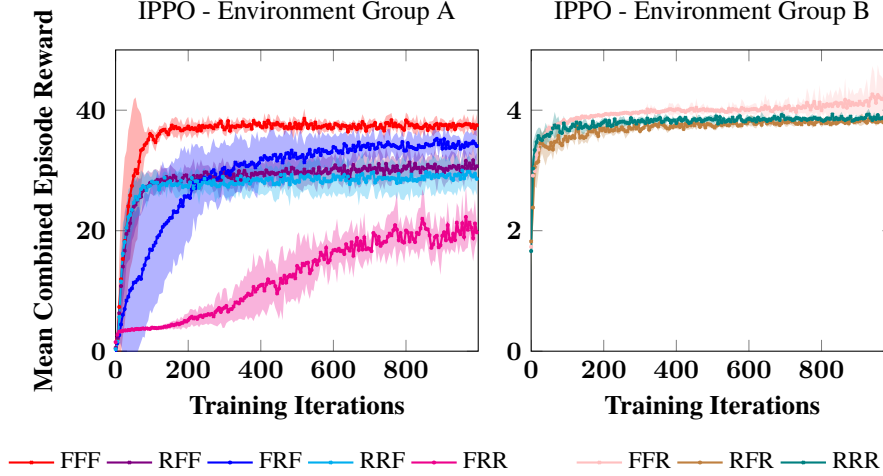 IPPO - Environment Group A
IPPO - Environment Group B
Mean Combined Episode Reward
40
20
0
0 200 400 600 800
Training Iterations
4
2
0
0 200 400 600 800
Training Iterations
FFF RFF FRF RRF FRR FFR RFR RRR